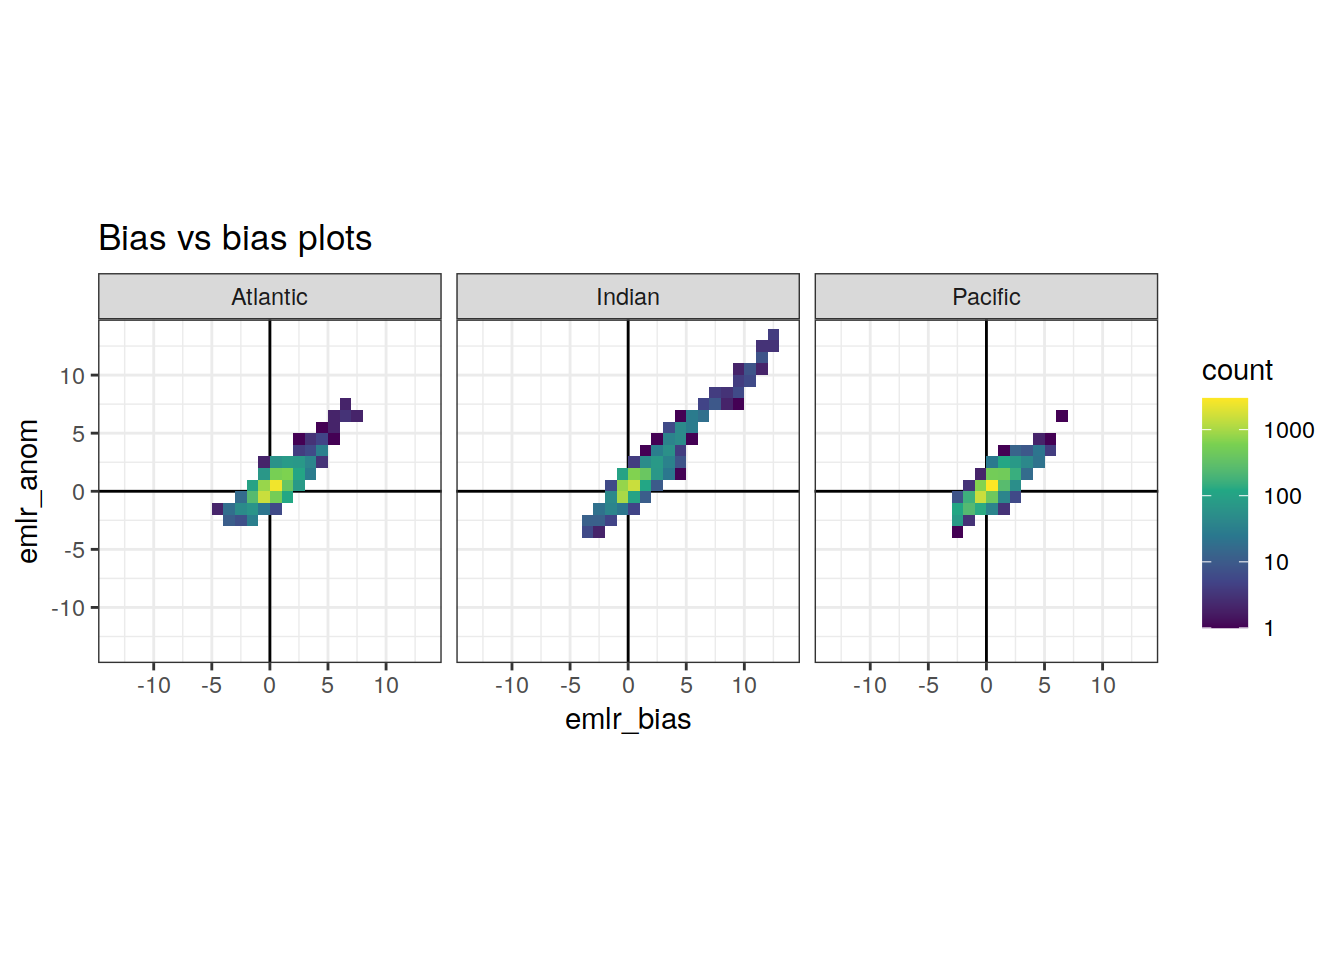 Bias vs bias plots
Atlantic Indian Pacific
10
5
0
-5
-10
emlr_anom
-10 -5 0 5 10 -10 -5 0 5 10 -10 -5 0 5 10
emlr_bias
count
1000
100
10
1